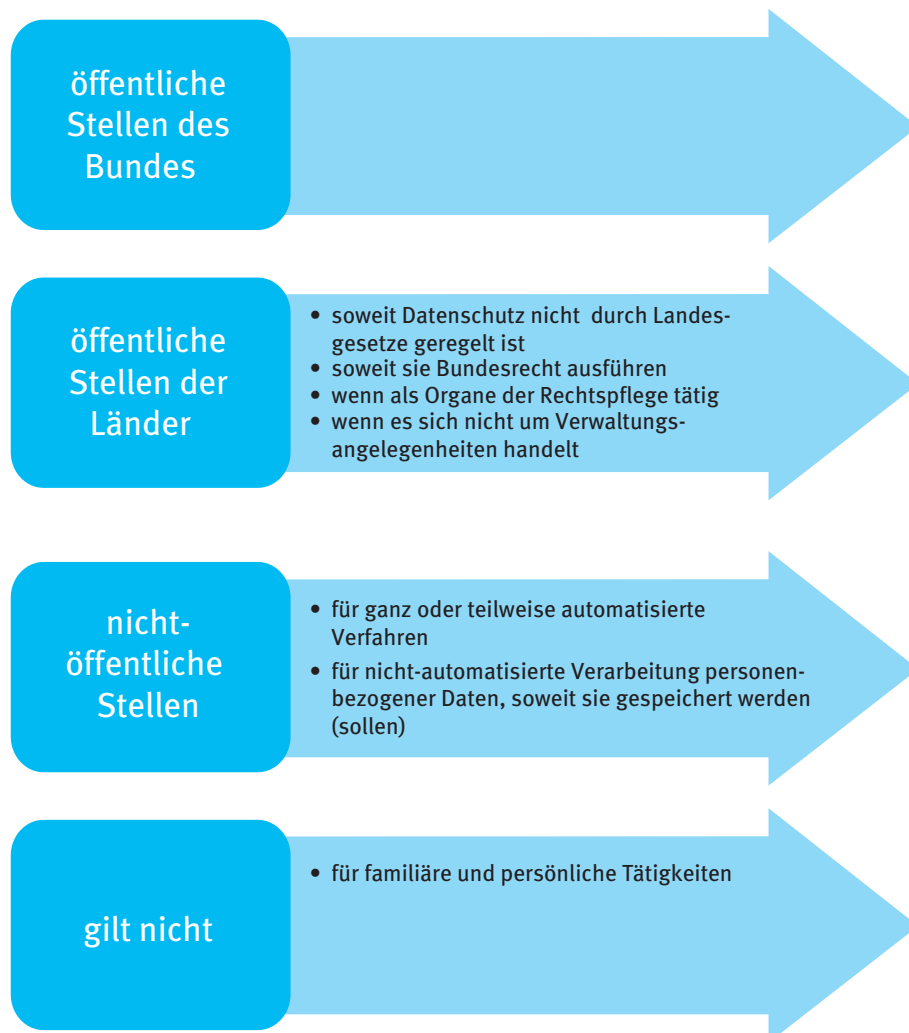 öffentliche
Stellen des
Bundes
öffentliche
Stellen der
Länder
• soweit Datenschutz nicht durch Landes-
gesetze geregelt ist
• soweit sie Bundesrecht ausführen
• wenn als Organe der Rechtspflege tätig
• wenn es sich nicht um Verwaltungs-
angelegenheiten handelt
nicht-
öffentliche
Stellen
• für ganz oder teilweise automatisierte
Verfahren
• für nicht-automatisierte Verarbeitung personen-
bezogener Daten, soweit sie gespeichert werden
(sollen)
gilt nicht
• für familiäre und persönliche Tätigkeiten